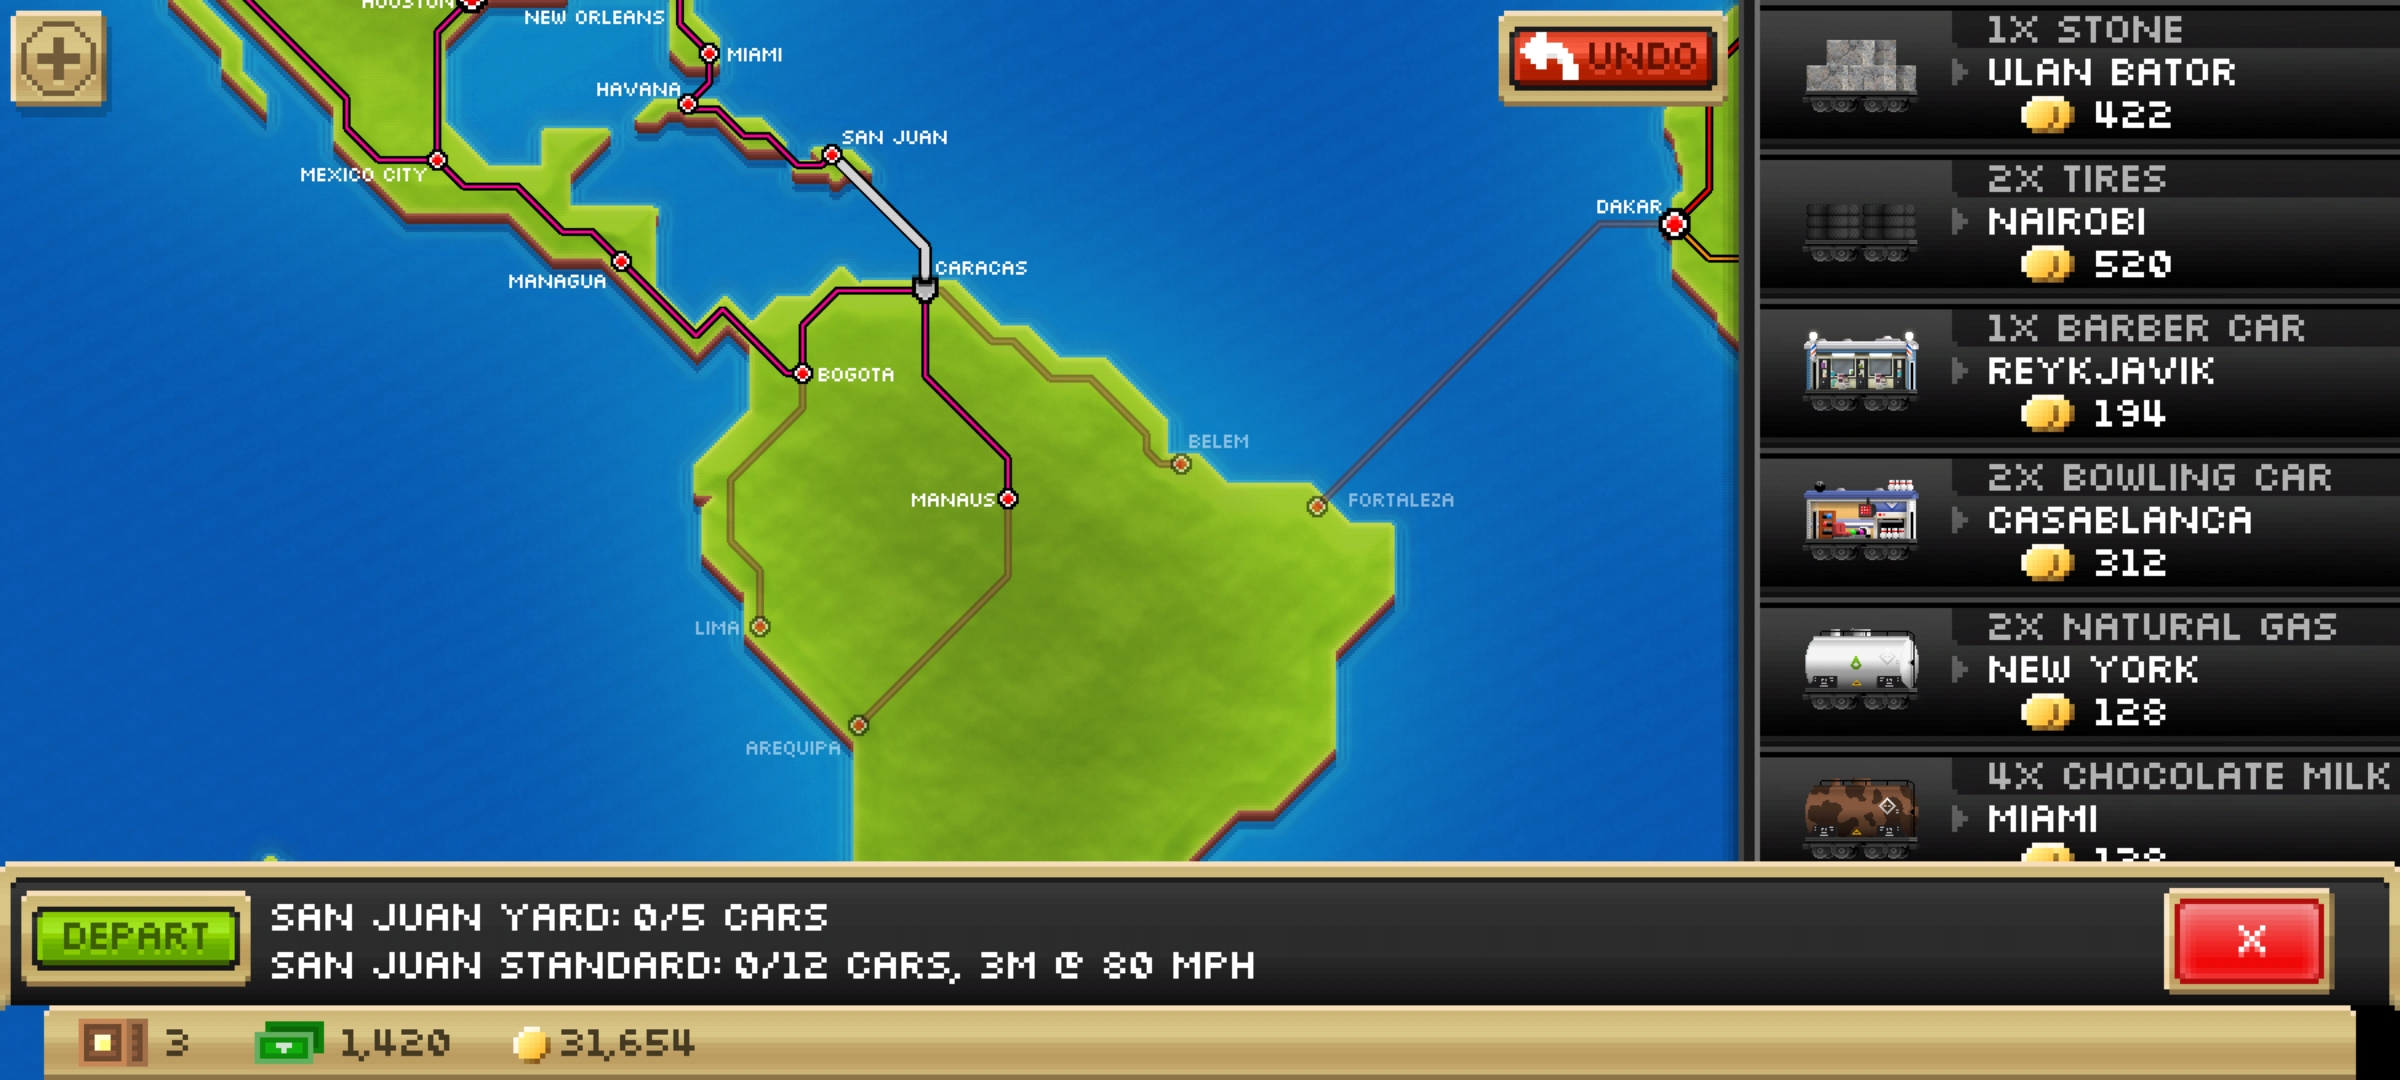 HOUSTON
NEW ORLEANS
MIAMI
HAVANA
SAN JUAN
MEXICO CITY
MANAGUA
CARACAS
BOGOTA
BELEM
MANAUS
FORTALEZA
LIMA
AREQUIPA
DAKAR
UNDO
1X STONE
ULAN BATOR
422
2X TIRES
NAIROBI
520
1X BARBER CAR
REYKJAVIK
194
2X BOWLING CAR
CASABLANCA
312
2X NATURAL GAS
NEW YORK
128
4X CHOCOLATE MILK
MIAMI
DEPART
SAN JUAN YARD: 0/5 CARS
SAN JUAN STANDARD: 0/12 CARS, 3M @ 80 MPH
X
3
1,420
31,654